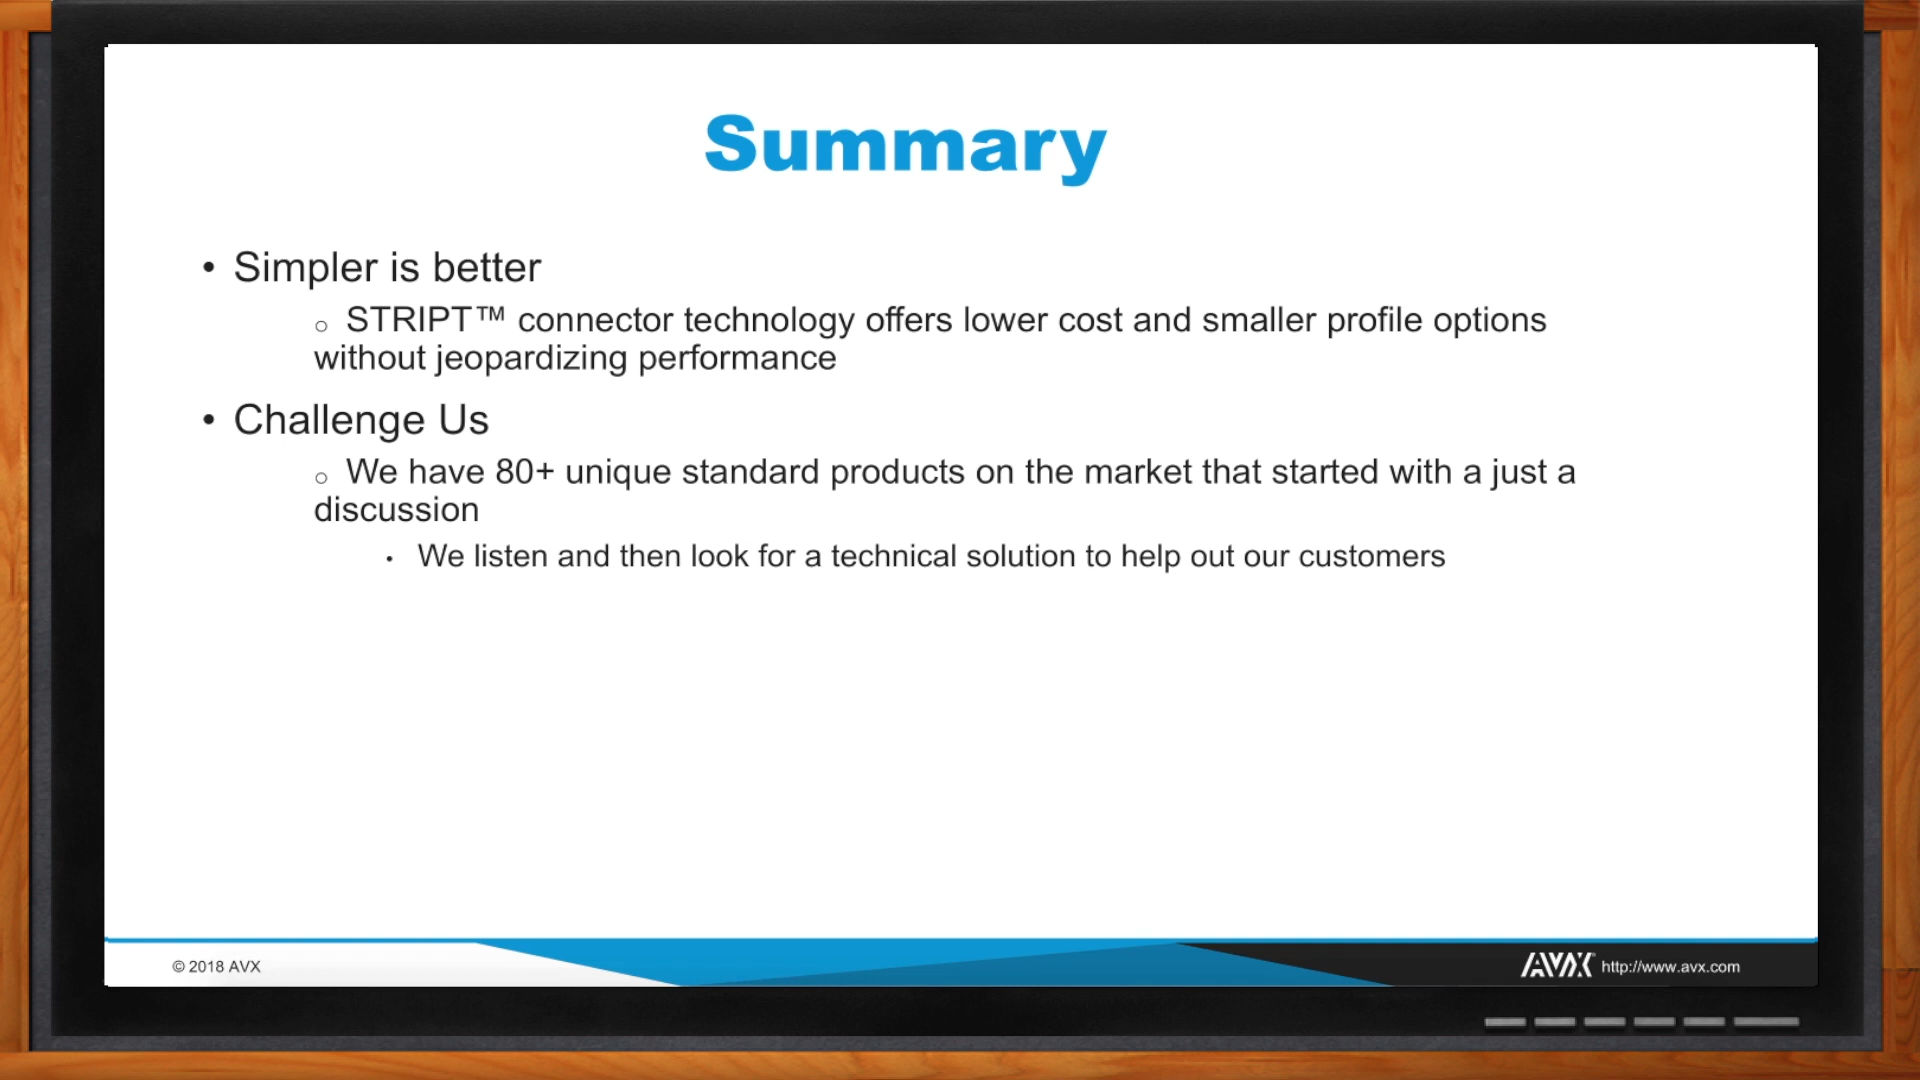 Summary
• Simpler is better
o STRIPT™ connector technology offers lower cost and smaller profile options
without jeopardizing performance
• Challenge Us
o We have 80+ unique standard products on the market that started with a just a
discussion
• We listen and then look for a technical solution to help out our customers
© 2018 AVX
AVX http://www.avx.com